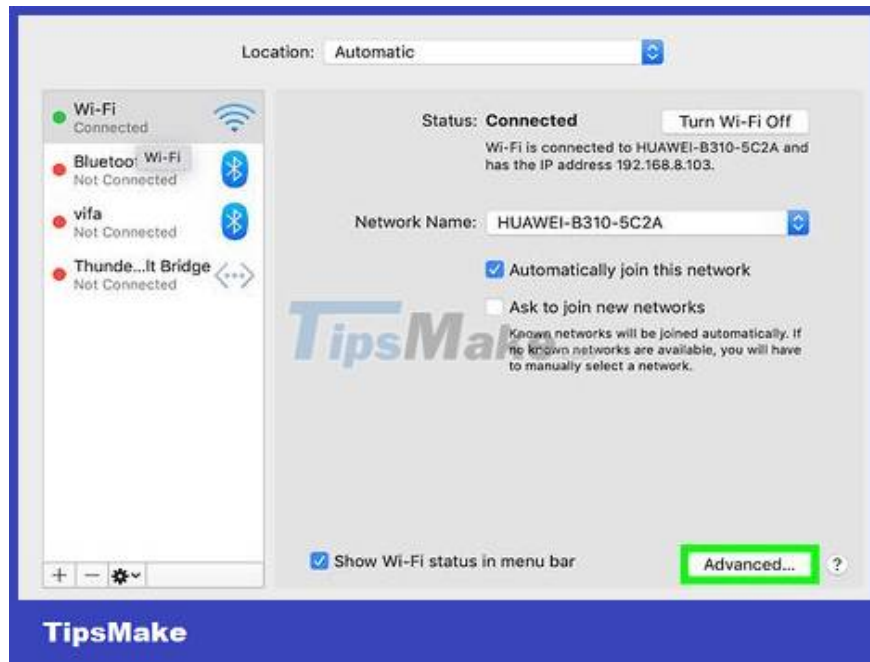 Location: Automatic
Wi-Fi
Connected
Bluetoo
Wi-Fi
Not Connected
vifa
Not Connected
Thunde...lt Bridge
Not Connected
Status: Connected
Turn Wi-Fi Off
Wi-Fi is connected to HUAWEI-B310-5C2A and
has the IP address 192.168.8.103.
Network Name: HUAWEI-B310-5C2A
Automatically join this network
Ask to join new networks
Known networks will be joined automatically. If
no known networks are available, you will have
to manually select a network.
TipsMake
Show Wi-Fi status in menu bar
Advanced...
?
TipsMake